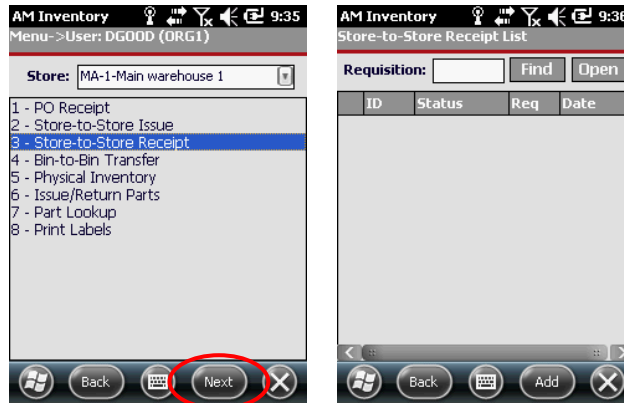 AM Inventory 9:35
Menu->User: DGOOD (ORG1)
Store: MA-1-Main warehouse 1
1 - PO Receipt
2 - Store-to-Store Issue
3 - Store-to-Store Receipt
4 - Bin-to-Bin Transfer
5 - Physical Inventory
6 - Issue/Return Parts
7 - Part Lookup
8 - Print Labels
Back Next
AM Inventory 9:36
Store-to-Store Receipt List
Requisition: Find Open
ID Status Req Date
Back Add